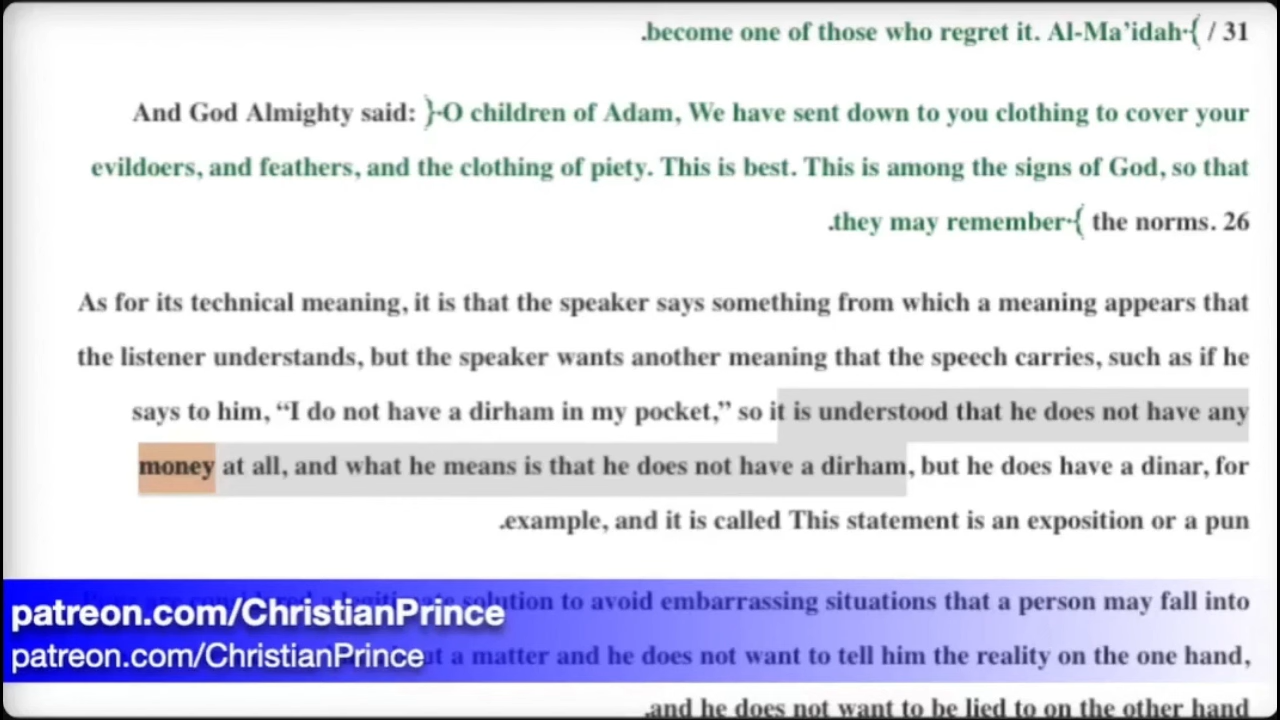 .become one of those who regret it. Al-Ma'idah-{ / 31
And God Almighty said: }-O children of Adam, We have sent down to you clothing to cover your
evildoers, and feathers, and the clothing of piety. This is best. This is among the signs of God, so that
.they may remember-{ the norms. 26
As for its technical meaning, it is that the speaker says something from which a meaning appears that
the listener understands, but the speaker wants another meaning that the speech carries, such as if he
says to him, “I do not have a dirham in my pocket,” so it is understood that he does not have any
money at all, and what he means is that he does not have a dirham, but he does have a dinar, for
.example, and it is called This statement is an exposition or a pun
solution to avoid embarrassing situations that a person may fall into
patreon.com/ChristianPrince
patreon.com/ChristianPrince
a matter and he does not want to tell him the reality on the one hand,
.and he does not want to be lied to on the other hand